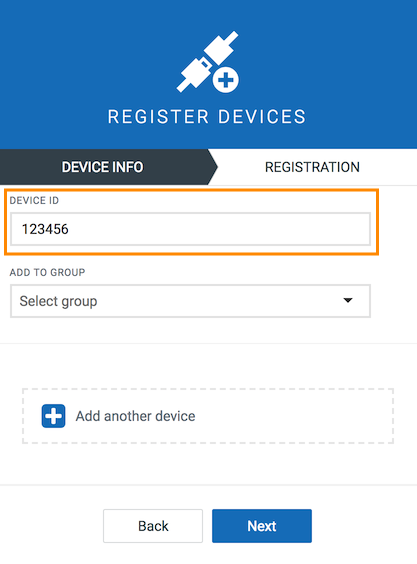 REGISTER DEVICES
DEVICE INFO
REGISTRATION
DEVICE ID
123456
ADD TO GROUP
Select group
Add another device
Back
Next